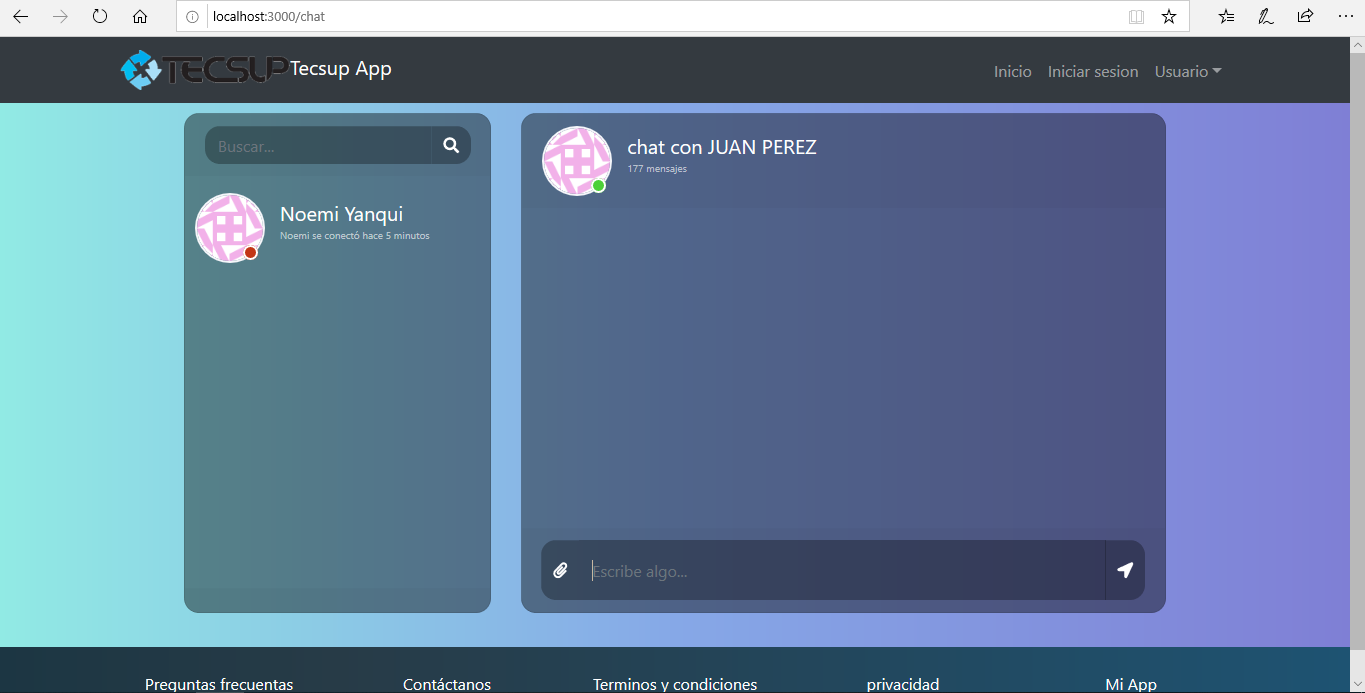 localhost:3000/chat
TECSUP Tecsup App
Inicio Iniciar sesion Usuario
Buscar...
chat con JUAN PEREZ
177 mensajes
Noemi Yanqui
Noemi se conectó hace 5 minutos
Escribe algo...
Preguntas frecuentas Contáctanos Terminos y condiciones privacidad Mi App